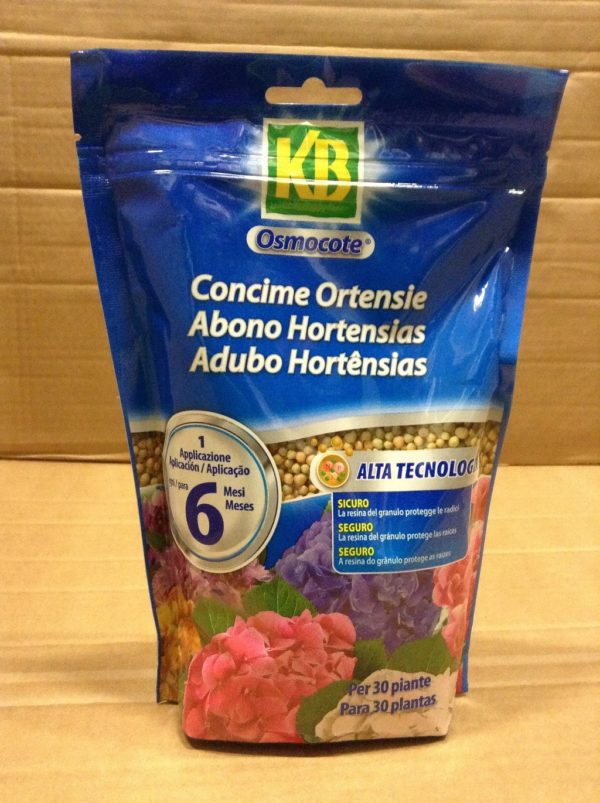 KB
Osmocote®
Concime Ortensie
Abono Hortensias
Adubo Hortênsias
1
Applicazione
Aplicación / Aplicação
para
6 Mesi
Meses
ALTA TECNOLOG
SICURO
La resina del granulo protegge le radici
SEGURO
La resina del gránulo protege las raíces
SEGURO
A resina do grânulo protege as raízes
Per 30 piante
Para 30 plantas